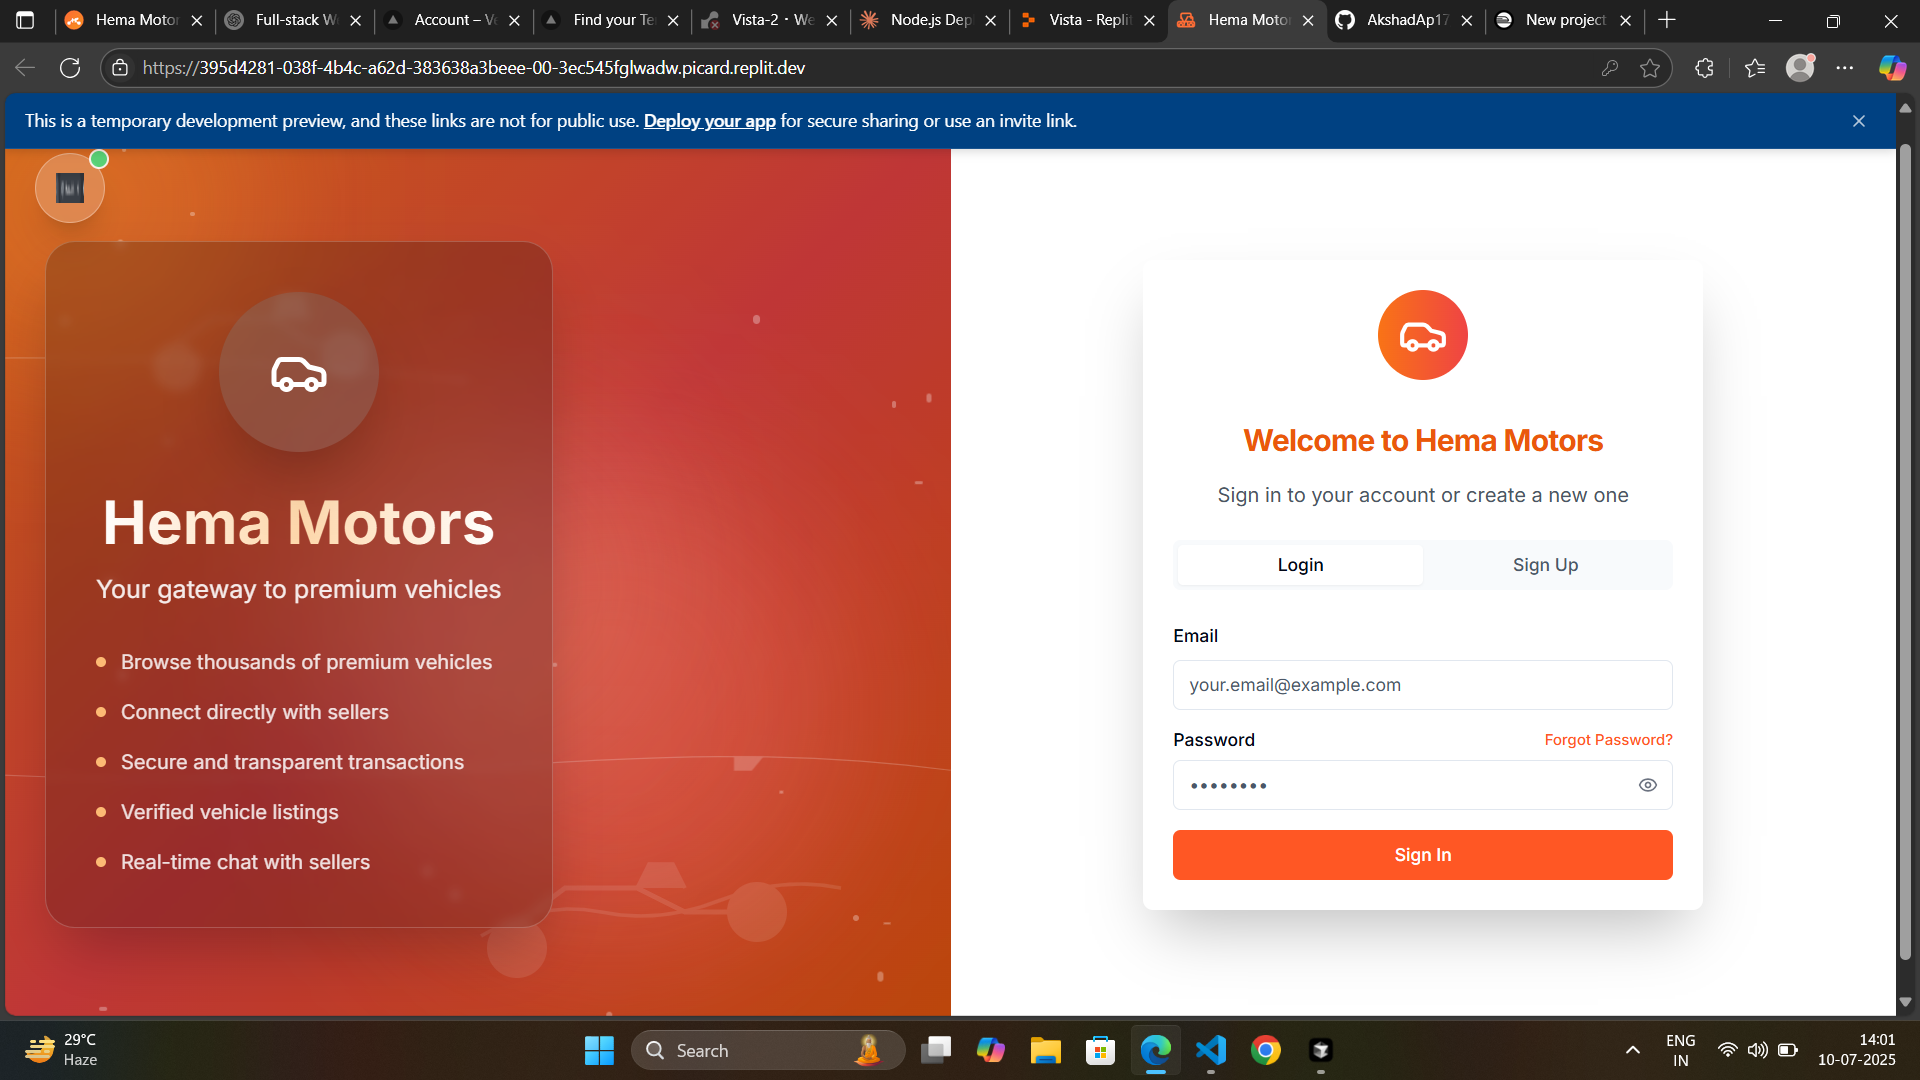 Hema Motor
Full-stack W
Account – Ve
Find your Te
Vista-2 · We
Node.js Dep
Vista - Replit
Hema Motor
AkshadAp17
New project
https://395d4281-038f-4b4c-a62d-383638a3beee-00-3ec545fglwadw.picard.replit.dev
This is a temporary development preview, and these links are not for public use. Deploy your app for secure sharing or use an invite link.
Hema Motors
Your gateway to premium vehicles
Browse thousands of premium vehicles
Connect directly with sellers
Secure and transparent transactions
Verified vehicle listings
Real-time chat with sellers
Welcome to Hema Motors
Sign in to your account or create a new one
Login
Sign Up
Email
your.email@example.com
Password
Forgot Password?
••••••••
Sign In
29°C
Haze
Search
ENG
IN
14:01
10-07-2025